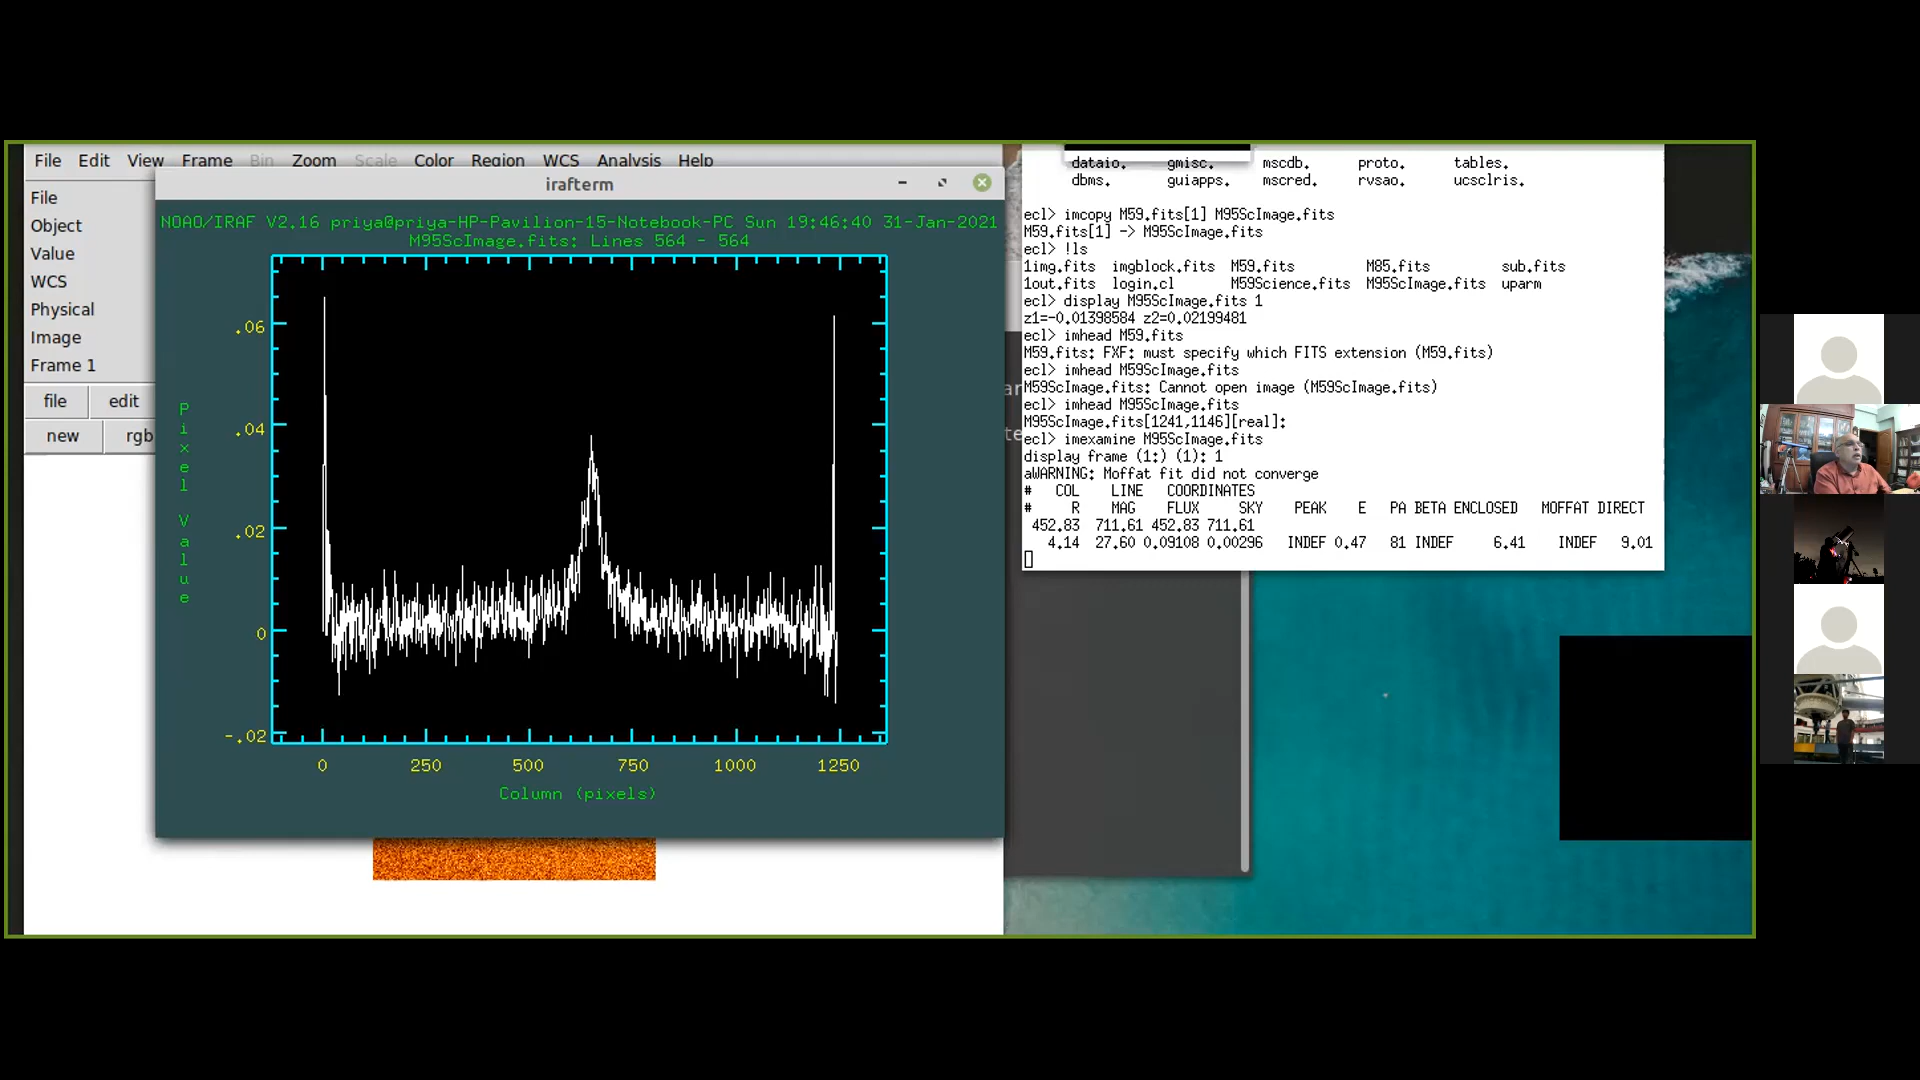 File Edit View Frame Bin Zoom Scale Color Region WCS Analysis Help
File
Object
Value
WCS
Physical
Image
Frame 1
file edit
new rgb
irafterm
NOAO/IRAF V2.16 priya@priya-HP-Pavilion-15-Notebook-PC Sun 19:46:40 31-Jan-2021
M95ScImage.fits: Lines 564 - 564
Pixel Value
.06
.04
.02
0
-.02
0 250 500 750 1000 1250
Column (pixels)
dataio. gmisc. mscdb. proto. tables.
dbms. guiapps. mscred. rvsao. ucsclris.
ecl> imcopy M59.fits[1] M95ScImage.fits
M59.fits[1] -> M95ScImage.fits
ecl> !ls
1img.fits imgblock.fits M59.fits M85.fits sub.fits
1out.fits login.cl M59Science.fits M95ScImage.fits uparm
ecl> display M95ScImage.fits 1
z1=-0.01398584 z2=0.02199481
ecl> imhead M59.fits
M59.fits: FXF: must specify which FITS extension (M59.fits)
ecl> imhead M59ScImage.fits
M59ScImage.fits: Cannot open image (M59ScImage.fits)
ecl> imhead M95ScImage.fits
M95ScImage.fits[1241,1146][real]:
ecl> imexamine M95ScImage.fits
display frame (1:) (1): 1
aWARNING: Moffat fit did not converge
# COL LINE COORDINATES
# R MAG FLUX SKY PEAK E PA BETA ENCLOSED MOFFAT DIRECT
452.83 711.61 452.83 711.61
4.14 27.60 0.09108 0.00296 INDEF 0.47 81 INDEF 6.41 INDEF 9.01